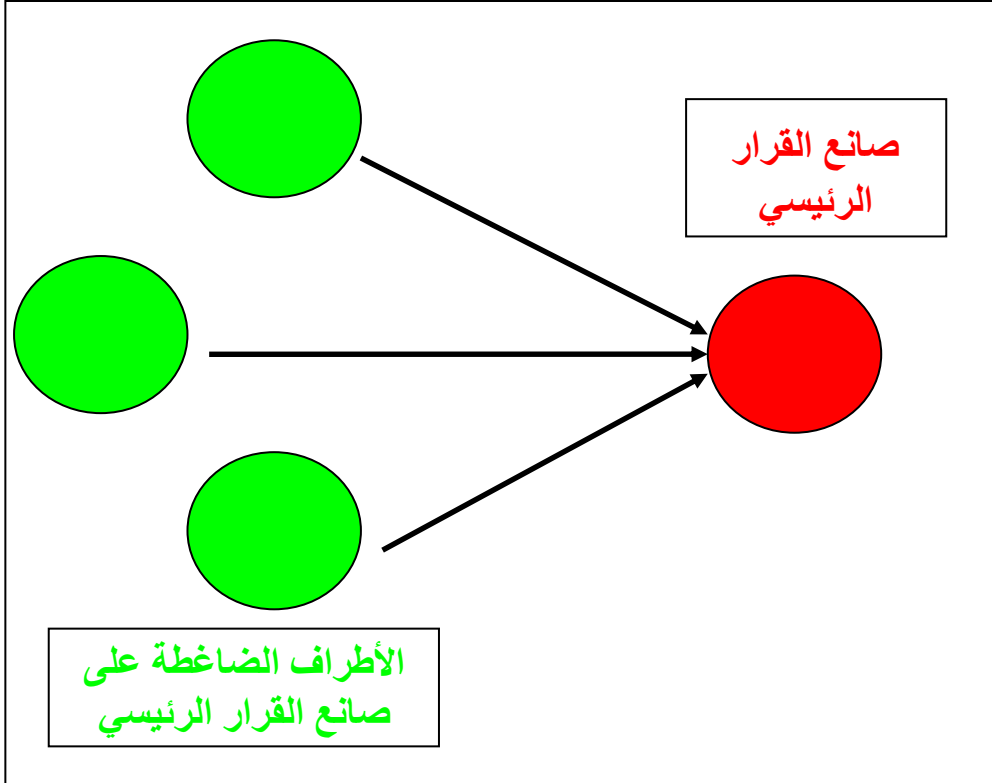 صانع القرار
الرئيسي
الأطراف الضاغطة على
صانع القرار الرئيسي